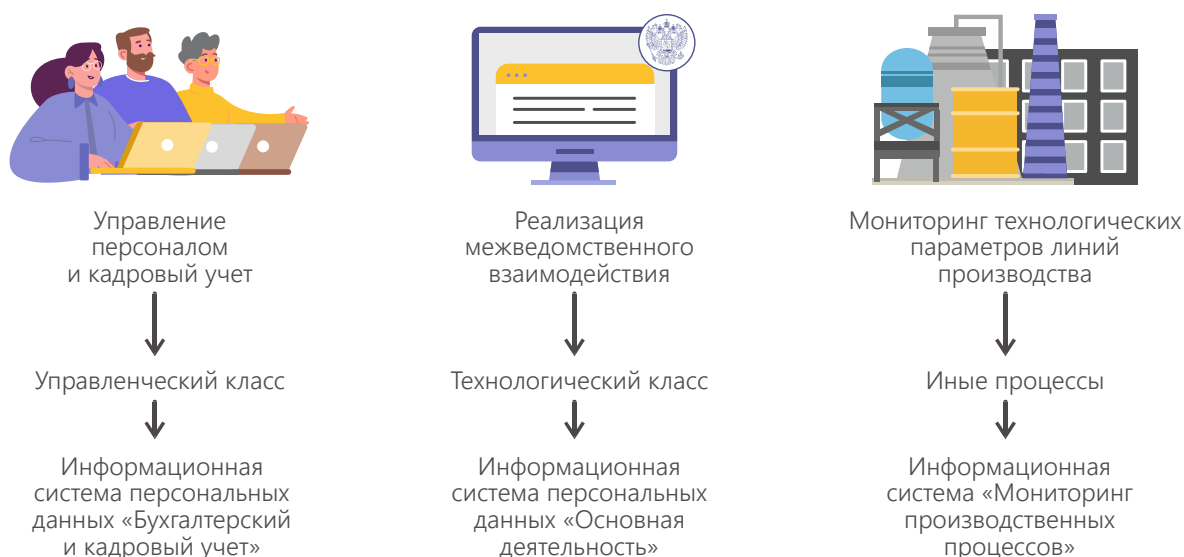 Управление
персоналом
и кадровый учет
Управленческий класс
Информационная
система персональных
данных «Бухгалтерский
и кадровый учет»
Реализация
межведомственного
взаимодействия
Технологический класс
Информационная
система персональных
данных «Основная
деятельность»
Мониторинг технологических
параметров линий
производства
Иные процессы
Информационная
система «Мониторинг
производственных
процессов»